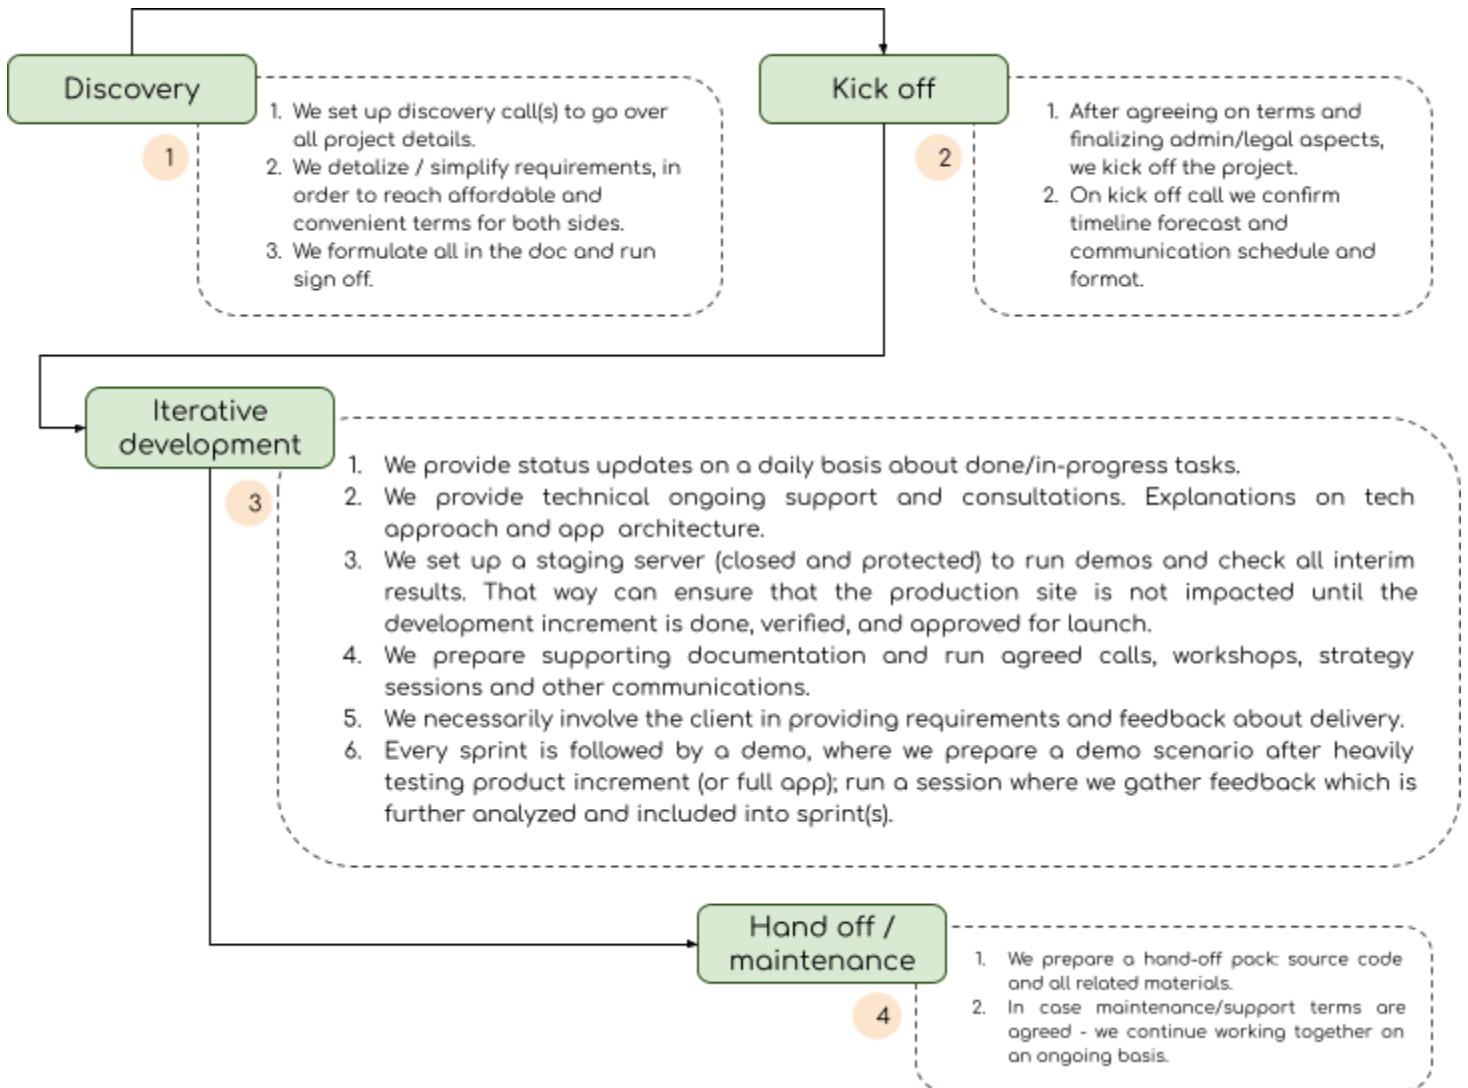 Discovery
1
1. We set up discovery call(s) to go over
all project details.
2. We detalize / simplify requirements, in
order to reach affordable and
convenient terms for both sides.
3. We formulate all in the doc and run
sign off.
Kick off
2
1. After agreeing on terms and
finalizing admin/legal aspects,
we kick off the project.
2. On kick off call we confirm
timeline forecast and
communication schedule and
format.
Iterative
development
3
1. We provide status updates on a daily basis about done/in-progress tasks.
2. We provide technical ongoing support and consultations. Explanations on tech
approach and app architecture.
3. We set up a staging server (closed and protected) to run demos and check all interim
results. That way can ensure that the production site is not impacted until the
development increment is done, verified, and approved for launch.
4. We prepare supporting documentation and run agreed calls, workshops, strategy
sessions and other communications.
5. We necessarily involve the client in providing requirements and feedback about delivery.
6. Every sprint is followed by a demo, where we prepare a demo scenario after heavily
testing product increment (or full app); run a session where we gather feedback which is
further analyzed and included into sprint(s).
Hand off /
maintenance
4
1. We prepare a hand-off pack: source code
and all related materials.
2. In case maintenance/support terms are
agreed - we continue working together on
an ongoing basis.